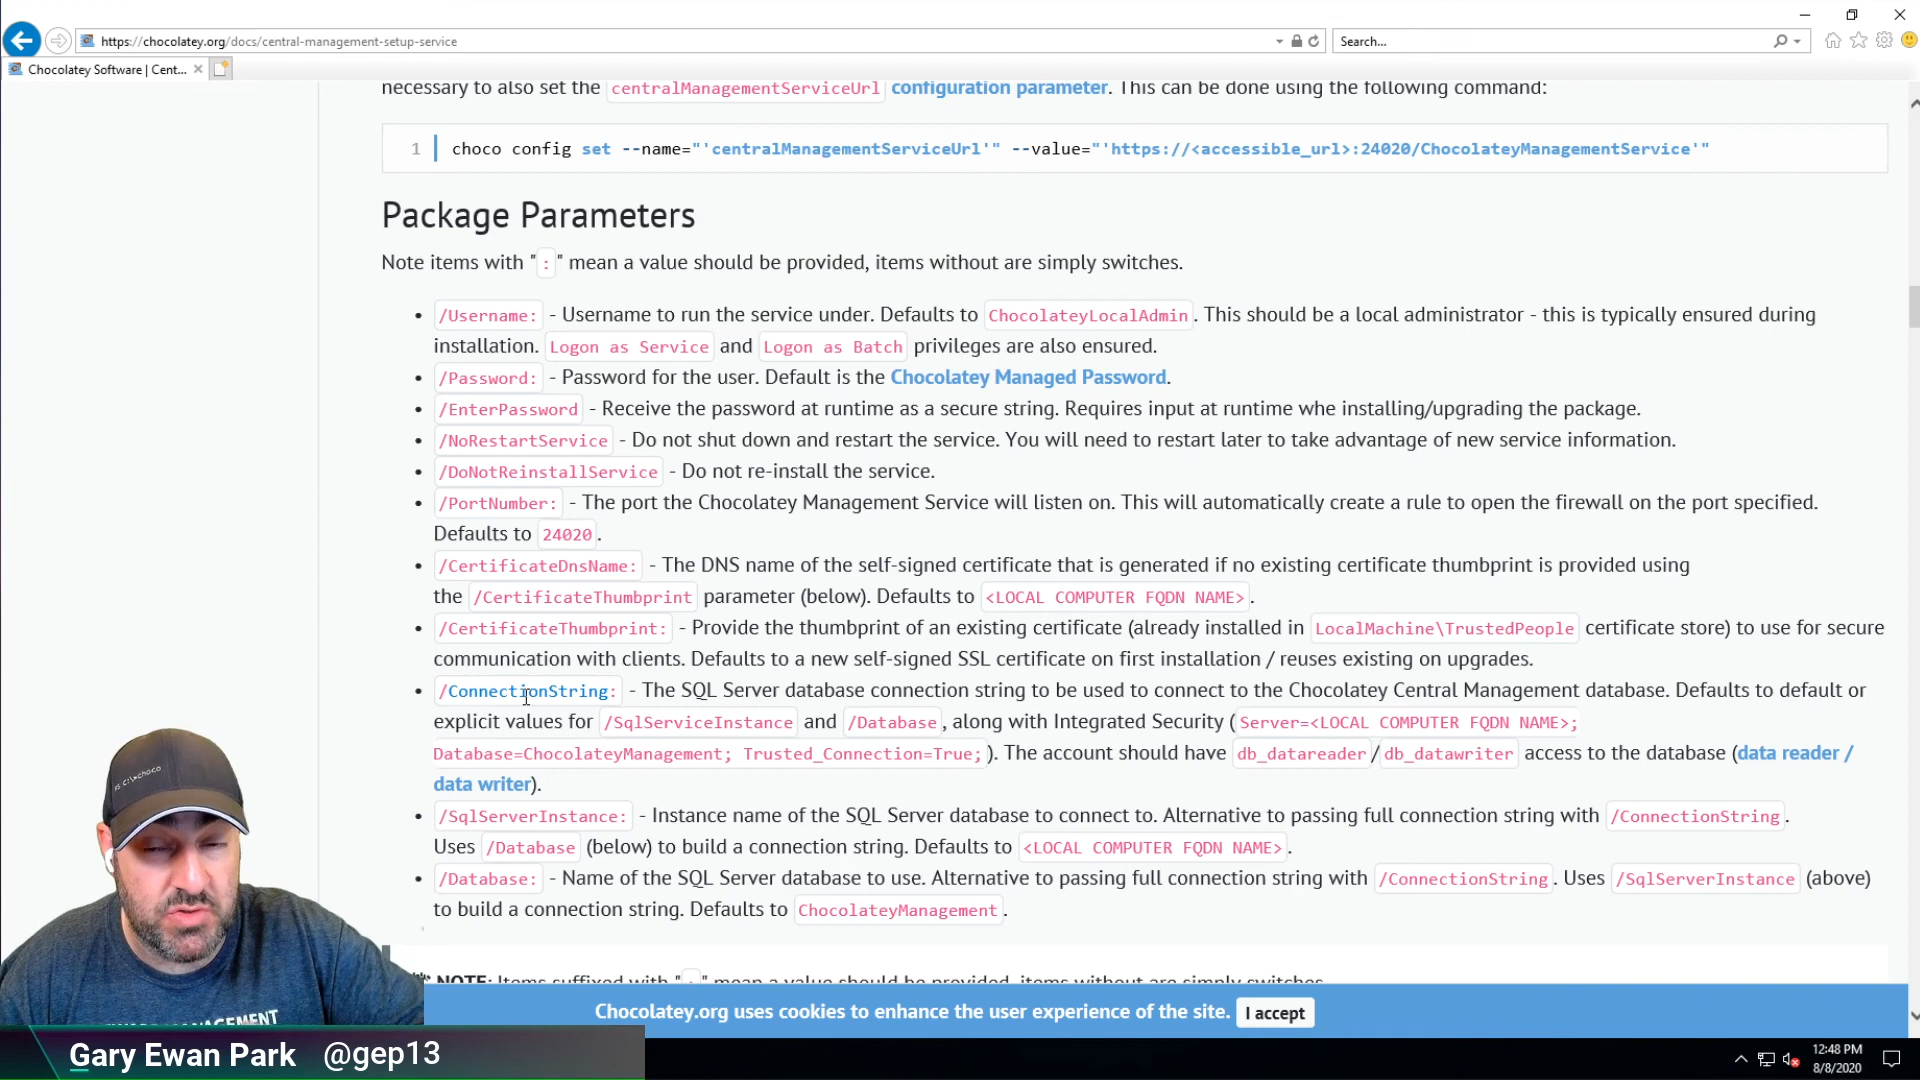 https://chocolatey.org/docs/central-management-setup-service
Search...
Chocolatey Software | Cent...
necessary to also set the centralManagementServiceUrl configuration parameter. This can be done using the following command:
1 choco config set --name="'centralManagementServiceUrl'" --value="'https://<accessible_url>:24020/ChocolateyManagementService'"
Package Parameters
Note items with ":" mean a value should be provided, items without are simply switches.
• /Username: - Username to run the service under. Defaults to ChocolateyLocalAdmin. This should be a local administrator - this is typically ensured during
installation. Logon as Service and Logon as Batch privileges are also ensured.
• /Password: - Password for the user. Default is the Chocolatey Managed Password.
• /EnterPassword - Receive the password at runtime as a secure string. Requires input at runtime whe installing/upgrading the package.
• /NoRestartService - Do not shut down and restart the service. You will need to restart later to take advantage of new service information.
• /DoNotReinstallService - Do not re-install the service.
• /PortNumber: - The port the Chocolatey Management Service will listen on. This will automatically create a rule to open the firewall on the port specified.
Defaults to 24020.
• /CertificateDnsName: - The DNS name of the self-signed certificate that is generated if no existing certificate thumbprint is provided using
the /CertificateThumbprint parameter (below). Defaults to <LOCAL COMPUTER FQDN NAME>.
• /CertificateThumbprint: - Provide the thumbprint of an existing certificate (already installed in LocalMachine\TrustedPeople certificate store) to use for secure
communication with clients. Defaults to a new self-signed SSL certificate on first installation / reuses existing on upgrades.
• /ConnectionString: - The SQL Server database connection string to be used to connect to the Chocolatey Central Management database. Defaults to default or
explicit values for /SqlServiceInstance and /Database, along with Integrated Security (Server=<LOCAL COMPUTER FQDN NAME>;
Database=ChocolateyManagement; Trusted_Connection=True;). The account should have db_datareader/db_datawriter access to the database (data reader /
data writer).
• /SqlServerInstance: - Instance name of the SQL Server database to connect to. Alternative to passing full connection string with /ConnectionString.
Uses /Database (below) to build a connection string. Defaults to <LOCAL COMPUTER FQDN NAME>.
• /Database: - Name of the SQL Server database to use. Alternative to passing full connection string with /ConnectionString. Uses /SqlServerInstance (above)
to build a connection string. Defaults to ChocolateyManagement.
NOTE: Items suffixed with ":" mean a value should be provided, items without are simply switches.
Chocolatey.org uses cookies to enhance the user experience of the site. I accept
Gary Ewan Park @gep13
12:48 PM
8/8/2020